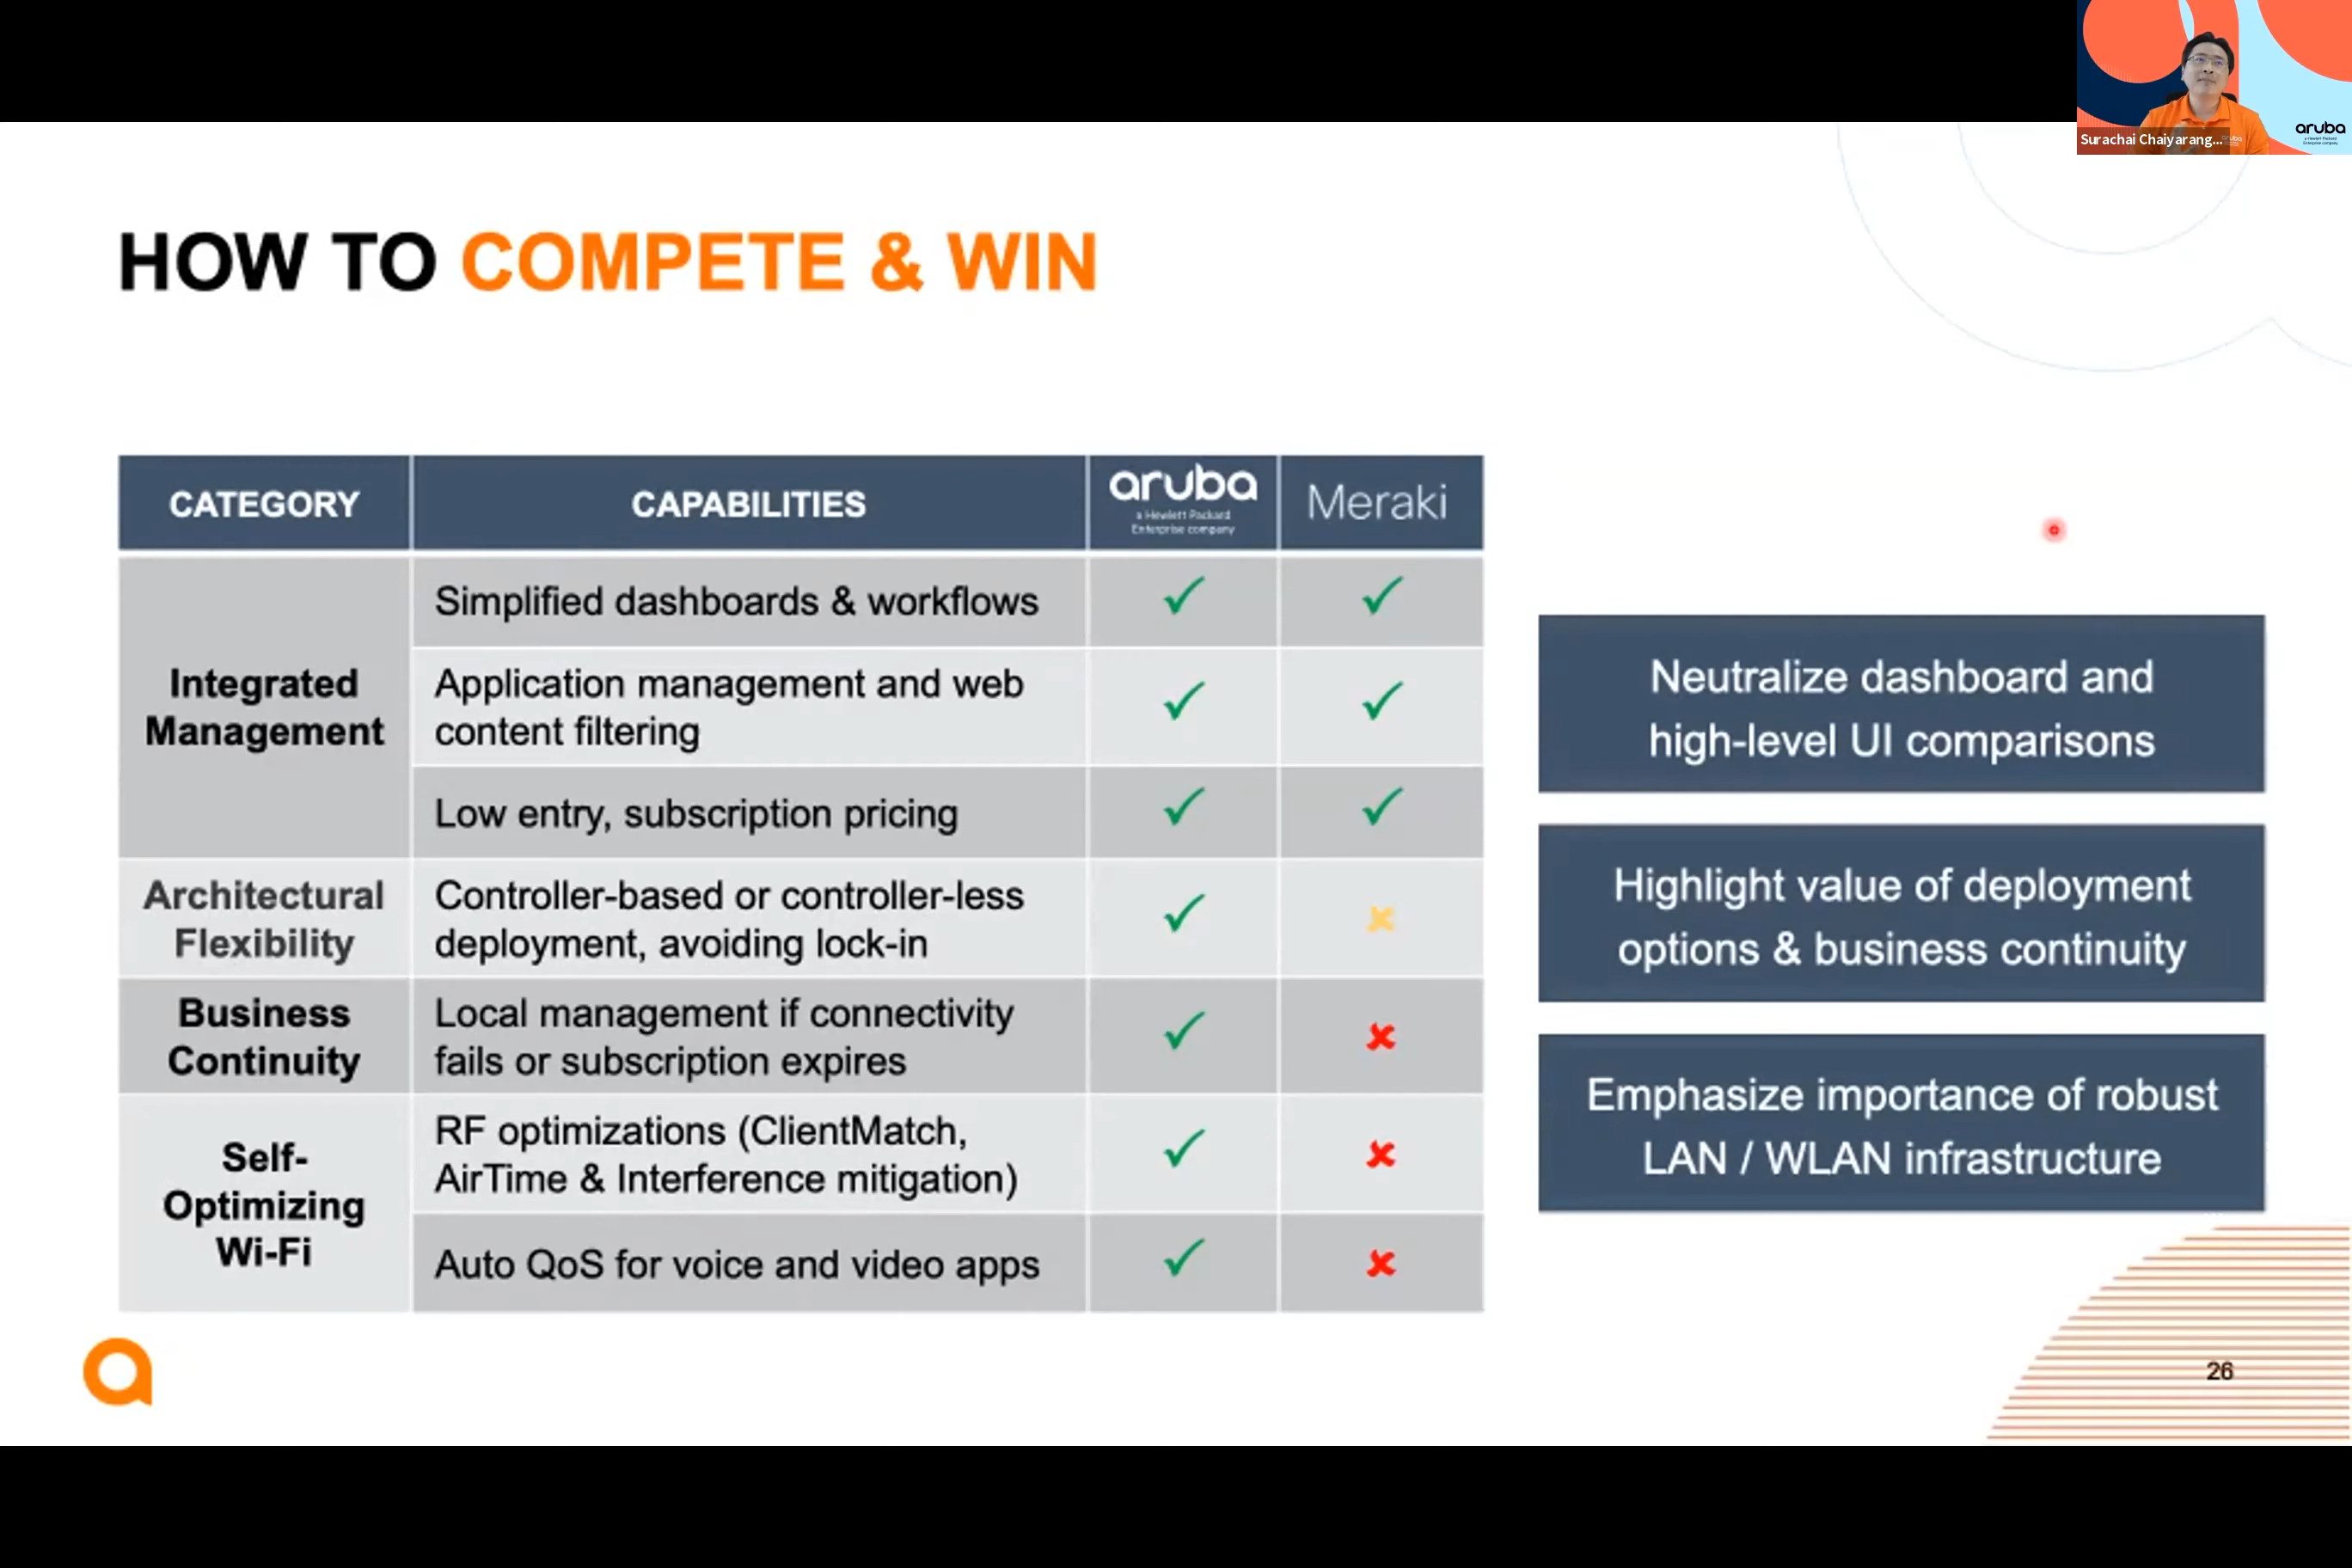 aruba
a Hewlett Packard
Enterprise company
Surachai Chaiyarang...
HOW TO COMPETE & WIN
CATEGORY
CAPABILITIES
aruba
a Hewlett Packard
Enterprise company
Meraki
Integrated
Management
Simplified dashboards & workflows
Application management and web
content filtering
Low entry, subscription pricing
Architectural
Flexibility
Controller-based or controller-less
deployment, avoiding lock-in
Business
Continuity
Local management if connectivity
fails or subscription expires
Self-
Optimizing
Wi-Fi
RF optimizations (ClientMatch,
AirTime & Interference mitigation)
Auto QoS for voice and video apps
Neutralize dashboard and
high-level UI comparisons
Highlight value of deployment
options & business continuity
Emphasize importance of robust
LAN / WLAN infrastructure
26